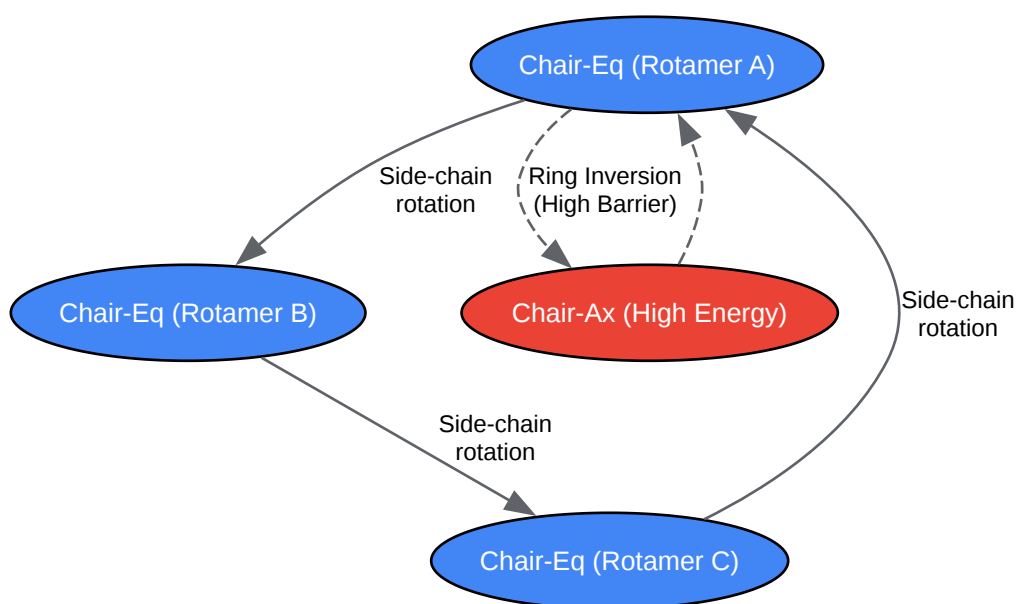 Chair-Eq (Rotamer A)
Side-chain
rotation
Ring Inversion
(High Barrier)
Chair-Eq (Rotamer B)
Chair-Ax (High Energy)
Side-chain
rotation
Side-chain
rotation
Chair-Eq (Rotamer C)